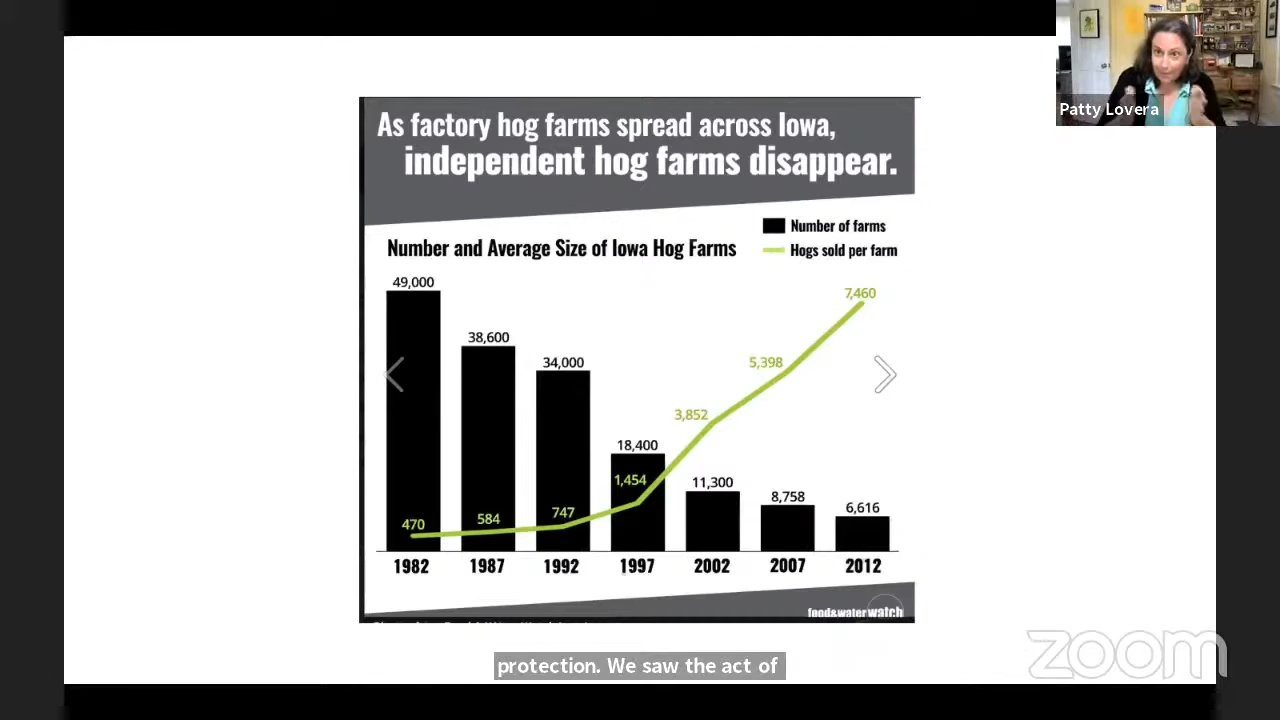 Patty Lovera
As factory hog farms spread across Iowa,
independent hog farms disappear.
Number of farms
Number and Average Size of Iowa Hog Farms
Hogs sold per farm
49,000
7,460
38,600
34,000
5,398
3,852
18,400
1,454
11,300
8,758
6,616
470
584
747
1982
1987
1992
1997
2002
2007
2012
food&waterwatch
zoom
protection. We saw the act of